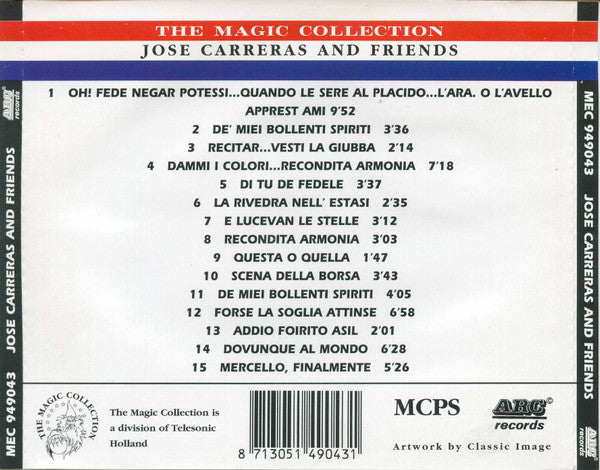 THE MAGIC COLLECTION
JOSE CARRERAS AND FRIENDS
1 OH! FEDE NEGAR POTESSI...QUANDO LE SERE AL PLACIDO...L'ARA. O L'AVELLO
APPREST AMI 9'52
2 DE' MIEI BOLLENTI SPIRITI 3'36
3 RECITAR...VESTI LA GIUBBA 2'14
4 DAMMI I COLORI...RECONDITA ARMONIA 7'18
5 DI TU DE FEDELE 3'37
6 LA RIVEDRA NELL' ESTASI 2'35
7 E LUCEVAN LE STELLE 3'12
8 RECONDITA ARMONIA 3'03
9 QUESTA O QUELLA 1'47
10 SCENA DELLA BORSA 3'43
11 DE MIEI BOLLENTI SPIRITI 4'05
12 FORSE LA SOGLIA ATTINSE 6'58
13 ADDIO FOIRITO ASIL 2'01
14 DOVUNQUE AL MONDO 6'28
15 MERCELLO, FINALMENTE 5'26
THE MAGIC COLLECTION
The Magic Collection is
a division of Telesonic
Holland
8 713051 490431
MCPS
ARC©
records
Artwork by Classic Image
MEC 949043 JOSE CARRERAS AND FRIENDS ARC© records
MEC 949043 JOSE CARRERAS AND FRIENDS ARC© records